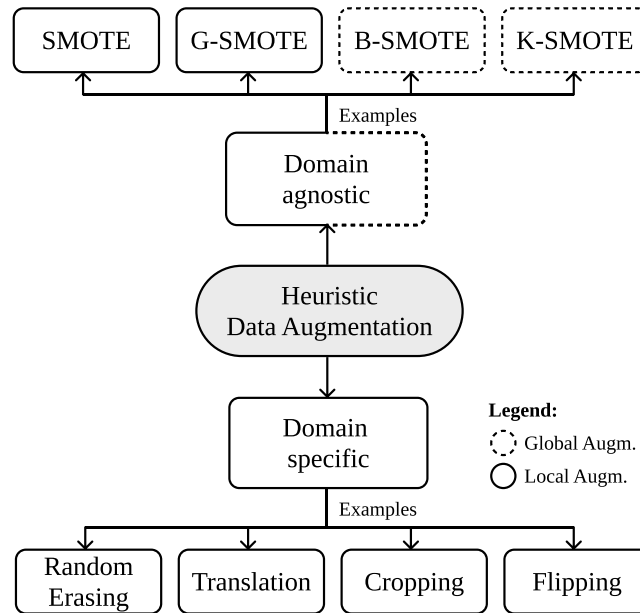 SMOTE
G-SMOTE
B-SMOTE
K-SMOTE
Examples
Domain
agnostic
Heuristic
Data Augmentation
Domain
specific
Legend:
Global Augm.
Local Augm.
Examples
Random
Erasing
Translation
Cropping
Flipping